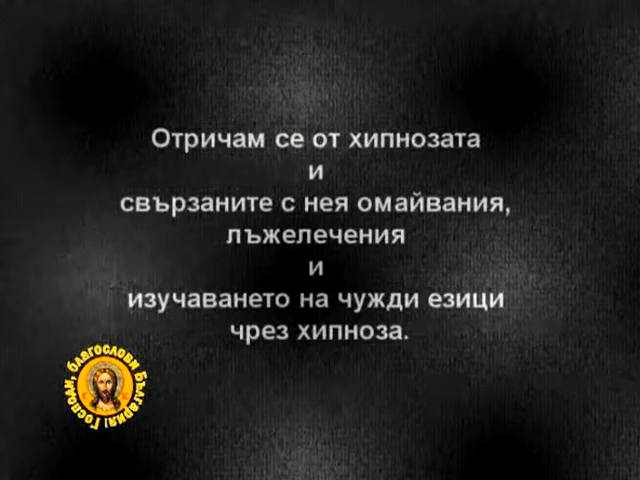 Отричам се от хипнозата
и
свързаните с нея омайвания,
лъжелечения
и
изучаването на чужди езици
чрез хипноза.
Господи, благослови България!